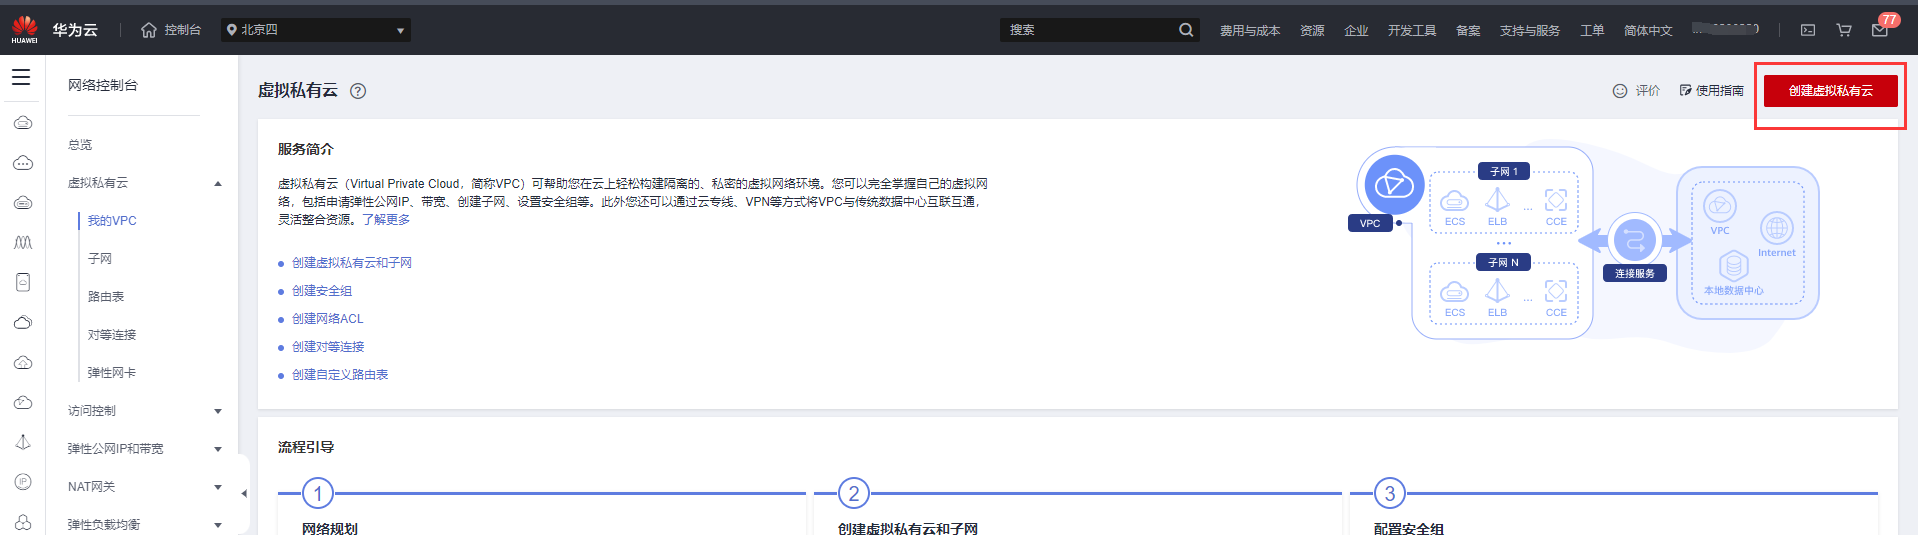 HUAWEI
华为云
控制台
北京四
搜索
费用与成本
资源
企业
开发工具
备案
支持与服务
工单
简体中文
77
网络控制台
总览
虚拟私有云
我的VPC
子网
路由表
对等连接
弹性网卡
访问控制
弹性公网IP和带宽
NAT网关
弹性负载均衡
IP
虚拟私有云
?
评价
使用指南
创建虚拟私有云
服务简介
虚拟私有云（Virtual Private Cloud，简称VPC）可帮助您在云上轻松构建隔离的、私密的虚拟网络环境。您可以完全掌握自己的虚拟网
络，包括申请弹性公网IP、带宽、创建子网、设置安全组等。此外您还可以通过云专线、VPN等方式将VPC与传统数据中心互联互通，
灵活整合资源。了解更多
创建虚拟私有云和子网
创建安全组
创建网络ACL
创建对等连接
创建自定义路由表
VPC
子网 1
ECS
ELB
...
CCE
...
子网 N
ECS
ELB
...
CCE
连接服务
VPC
Internet
本地数据中心
流程引导
1
网络规划
2
创建虚拟私有云和子网
3
配置安全组